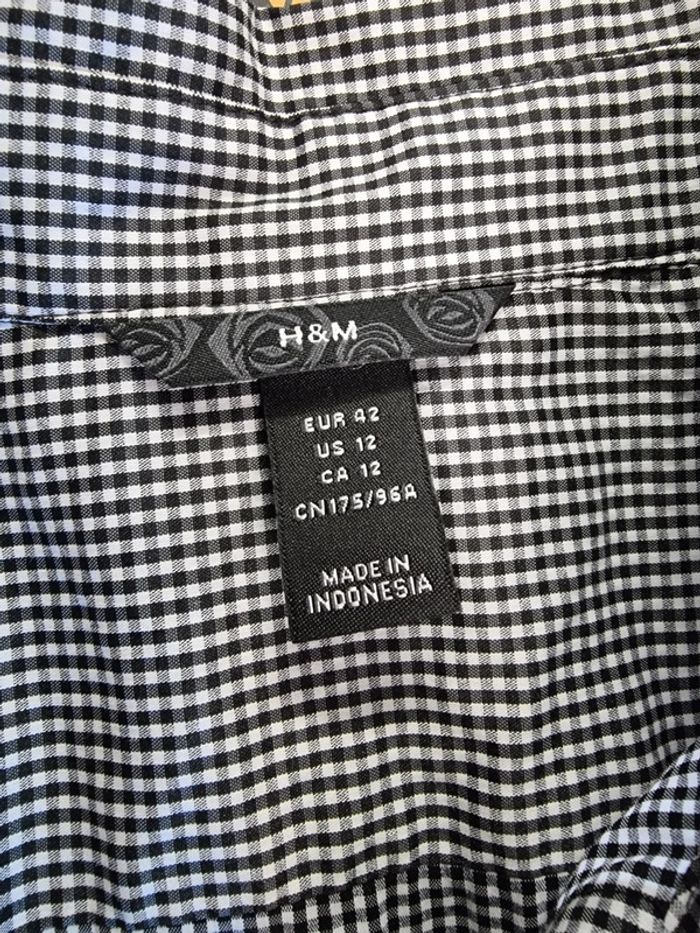 H&M
EUR 42
US 12
CA 12
CN175/96A
MADE IN
INDONESIA